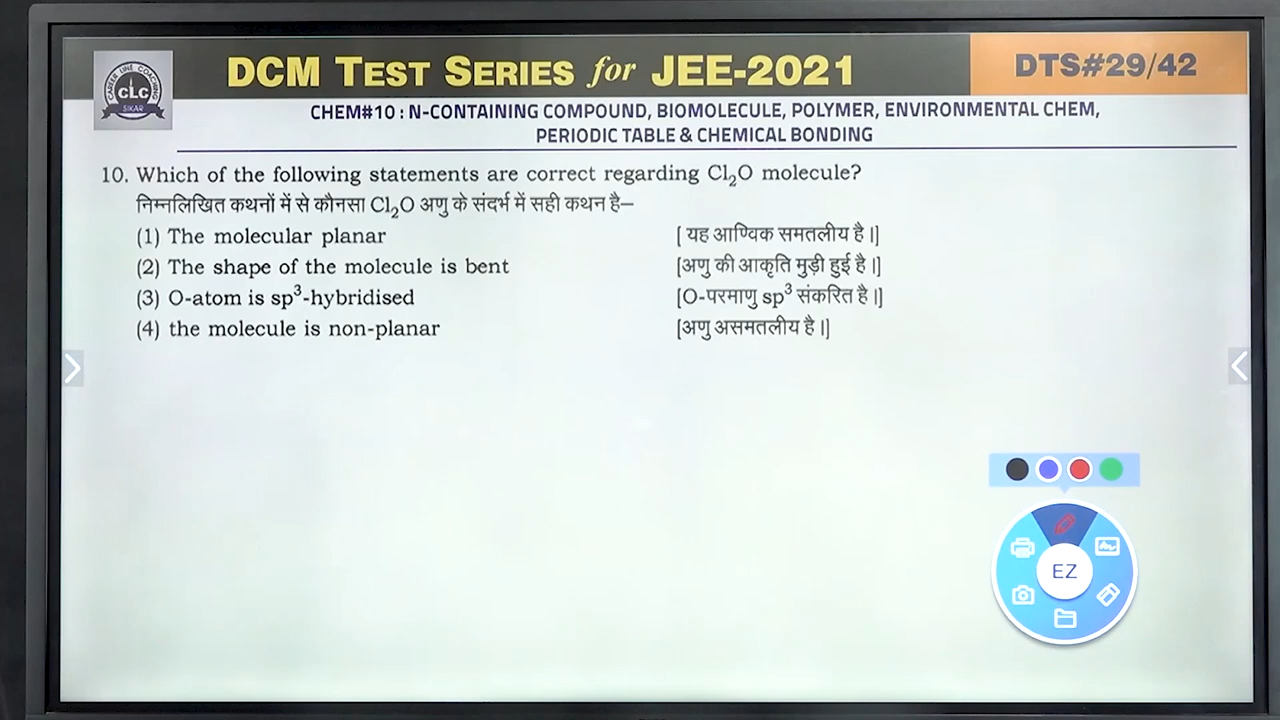 DCM TEST SERIES for JEE-2021
DTS#29/42
CAREER LINE COACHING
CLC
SIKAR
CHEM#10 : N-CONTAINING COMPOUND, BIOMOLECULE, POLYMER, ENVIRONMENTAL CHEM,
PERIODIC TABLE & CHEMICAL BONDING
10. Which of the following statements are correct regarding Cl₂O molecule?
निम्नलिखित कथनों में से कौनसा Cl₂O अणु के संदर्भ में सही कथन है–
(1) The molecular planar [ यह आण्विक समतलीय है।]
(2) The shape of the molecule is bent [अणु की आकृति मुड़ी हुई है।]
(3) O-atom is sp³-hybridised [O-परमाणु sp³ संकरित है।]
(4) the molecule is non-planar [अणु असमतलीय है।]
EZ